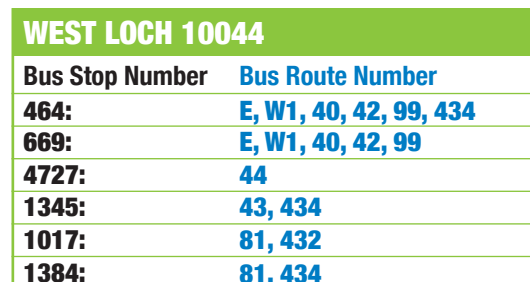 WEST LOCH 10044
Bus Stop Number Bus Route Number
464: E, W1, 40, 42, 99, 434
669: E, W1, 40, 42, 99
4727: 44
1345: 43, 434
1017: 81, 432
1384: 81, 434